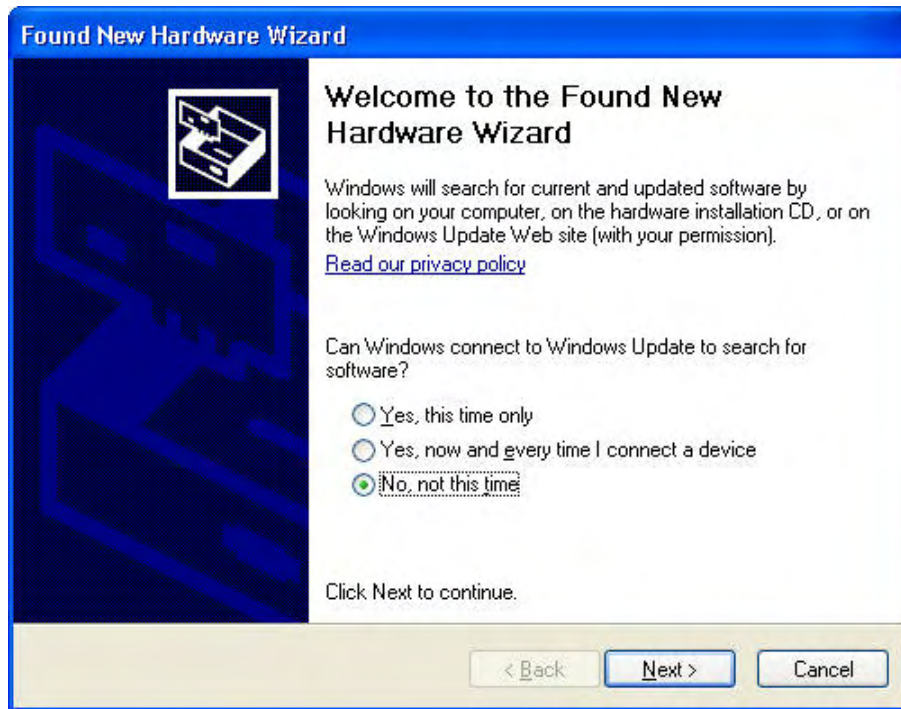 Found New Hardware Wizard
Welcome to the Found New
Hardware Wizard
Windows will search for current and updated software by
looking on your computer, on the hardware installation CD, or on
the Windows Update Web site (with your permission).
Read our privacy policy
Can Windows connect to Windows Update to search for
software?
Yes, this time only
Yes, now and every time I connect a device
No, not this time
Click Next to continue.
< Back
Next >
Cancel